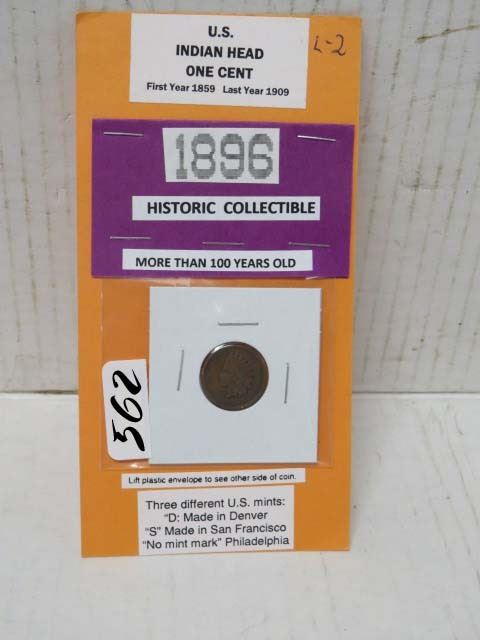 U.S.
L-2
INDIAN HEAD
ONE CENT
First Year 1859 Last Year 1909
1896
HISTORIC COLLECTIBLE
MORE THAN 100 YEARS OLD
562
Lift plastic envelope to see other side of coin.
Three different U.S. mints:
"D: Made in Denver
"S" Made in San Francisco
"No mint mark" Philadelphia